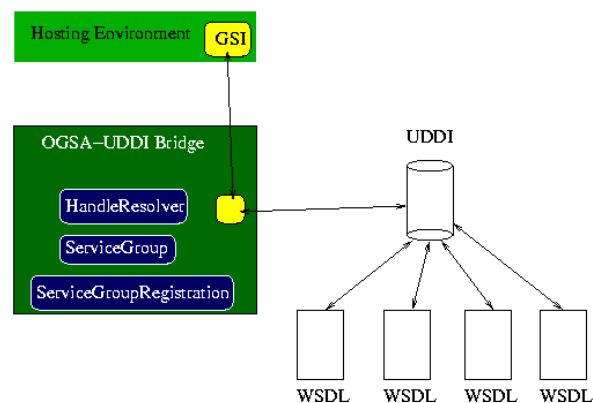 Hosting Environment
GSI
OGSA-UDDI Bridge
UDDI
HandleResolver
ServiceGroup
ServiceGroupRegistration
WSDL
WSDL
WSDL
WSDL